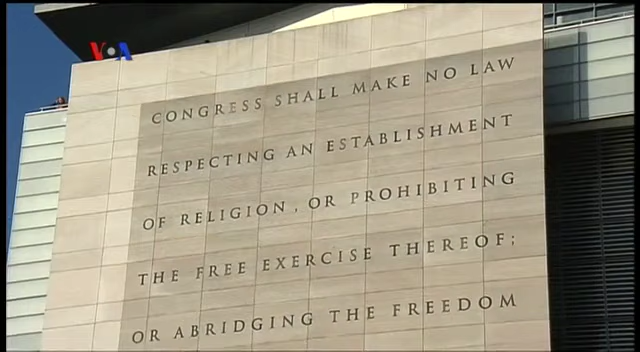 VOA
CONGRESS SHALL MAKE NO LAW
RESPECTING AN ESTABLISHMENT
OF RELIGION, OR PROHIBITING
THE FREE EXERCISE THEREOF;
OR ABRIDGING THE FREEDOM